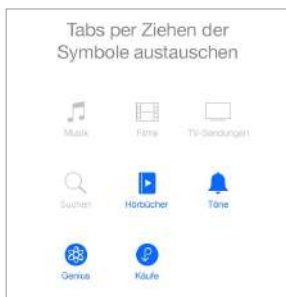 Tabs per Ziehen der
Symbole austauschen
Musik Filme TV-Sendungen
Suchen Hörbücher Töne
Genius Käufe